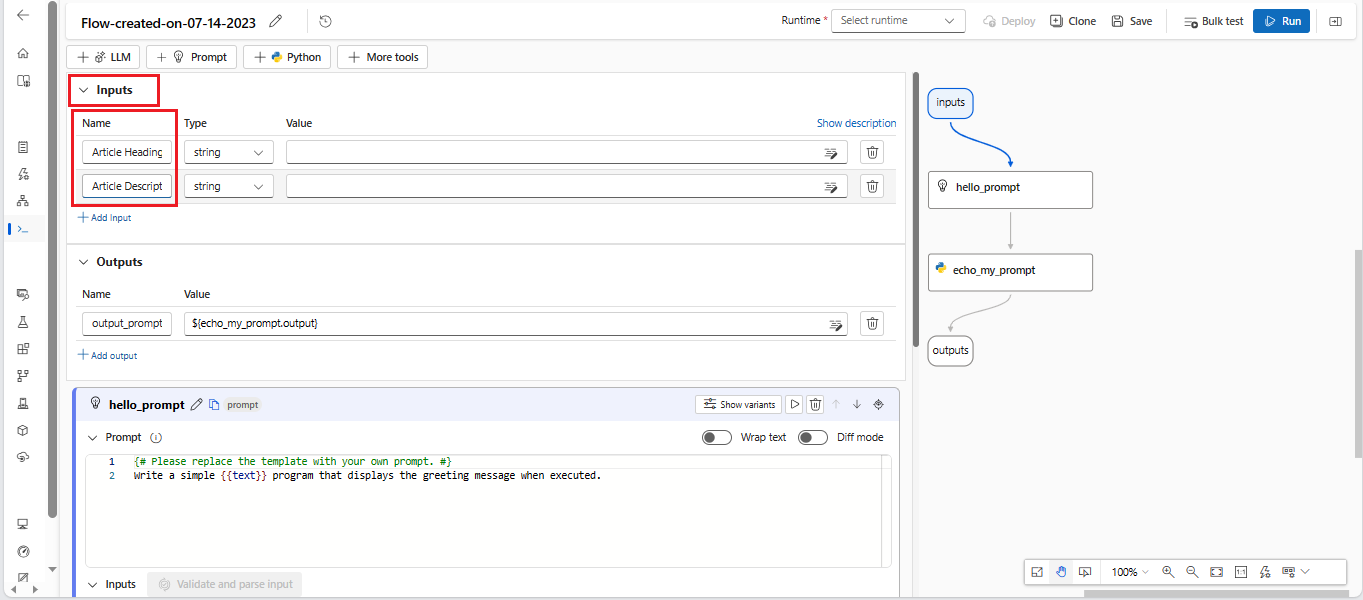 Flow-created-on-07-14-2023
Runtime * Select runtime Deploy Clone Save Bulk test Run
LLM Prompt Python More tools
Inputs
Name Type Value Show description
Article Heading string
Article Descript string
Add Input
Outputs
Name Value
output_prompt ${echo_my_prompt.output}
Add output
hello_prompt prompt Show variants
Prompt Wrap text Diff mode
1 {# Please replace the template with your own prompt. #}
2 Write a simple {{text}} program that displays the greeting message when executed.
Inputs Validate and parse input
inputs
hello_prompt
echo_my_prompt
outputs
100% 1:1